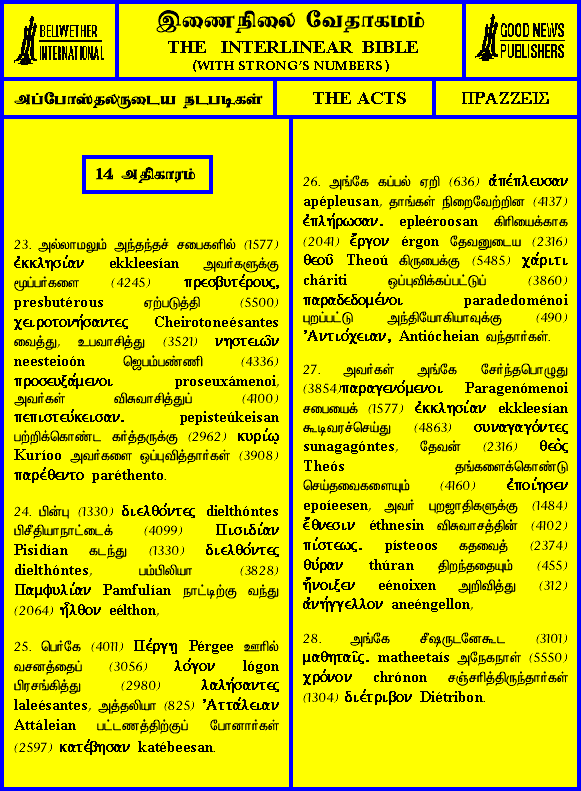 BELLWETHER
INTERNATIONAL
இணைநிலை வேதாகமம்
THE INTERLINEAR BIBLE
(WITH STRONG'S NUMBERS)
GOOD NEWS
PUBLISHERS
அப்போஸ்தலருடைய நடபடிகள்
THE ACTS
ΠΡΑΖΖΕΙΣ
14 அதிகாரம்
23. அல்லாமலும் அந்தந்தச் சபைகளில் (1577)
ἐκκλησίαν ekkleesían அவர்களுக்கு
மூப்பர்களை (4245) πρεσβυτέρους,
presbutérous ஏற்படுத்தி (5500)
χειροτονήσαντες Cheirotoneésantes
வைத்து, உபவாசித்து (3521) νηστειῶν
neesteioón ஜெபம்பண்ணி (4336)
προσευξάμενοι proseuxámenoi,
அவர்கள் விசுவாசித்துப் (4100)
πεπιστεύκεισαν. pepisteúkeisan
பற்றிக்கொண்ட கர்த்தருக்கு (2962) κυρίῳ
Kuríoo அவர்களை ஒப்புவித்தார்கள் (3908)
παρέθεντο paréthento.
24. பின்பு (1330) διελθόντες dielthóntes
பிசீதியாநாட்டைக் (4099) Πισιδίαν
Pisidían கடந்து (1330) διελθόντες
dielthóntes, பம்பிலியா (3828)
Παμφυλίαν Pamfulían நாட்டிற்கு வந்து
(2064) ἦλθον eélthon,
25. பெர்கே (4011) Πέργῃ Pérgee ஊரில்
வசனத்தைப் (3056) λόγον lógon
பிரசங்கித்து (2980) λαλήσαντες
laleésantes, அத்தலியா (825) Ἀττάλειαν
Attáleian பட்டணத்திற்குப் போனார்கள்
(2597) κατέβησαν katébeesan.
26. அங்கே கப்பல் ஏறி (636) ἀπέπλευσαν
apépleusan, தாங்கள் நிறைவேற்றின (4137)
ἐπλήρωσαν. epleéroosan கிரியைக்காக
(2041) ἔργον érgon தேவனுடைய (2316)
θεοῦ Theoú கிருபைக்கு (5485) χάριτι
cháriti ஒப்புவிக்கப்பட்டுப் (3860)
παραδεδομένοι paradedoménoi
புறப்பட்டு அந்தியோகியாவுக்கு (490)
Ἀντιόχειαν, Antiócheian வந்தார்கள்.
27. அவர்கள் அங்கே சேர்ந்தபொழுது
(3854)παραγενόμενοι Paragenómenoi
சபையைக் (1577) ἐκκλησίαν ekkleesían
கூடிவரச்செய்து (4863) συναγαγόντες
sunagagóntes, தேவன் (2316) θεὸς
Theós தங்களைக்கொண்டு
செய்தவைகளையும் (4160) ἐποίησεν
epoíeesen, அவர் புறஜாதிகளுக்கு (1484)
ἔθνεσιν éthnesin விசுவாசத்தின் (4102)
πίστεως. písteoos கதவைத் (2374)
θύραν thúran திறந்ததையும் (455)
ἤνοιξεν eénoixen அறிவித்து (312)
ἀνήγγελλον aneéngellon,
28. அங்கே சீஷருடனேகூட (3101)
μαθηταῖς. matheetaís அநேகநாள் (5550)
χρόνον chrónon சஞ்சரித்திருந்தார்கள்
(1304) διέτριβον Diétribon.